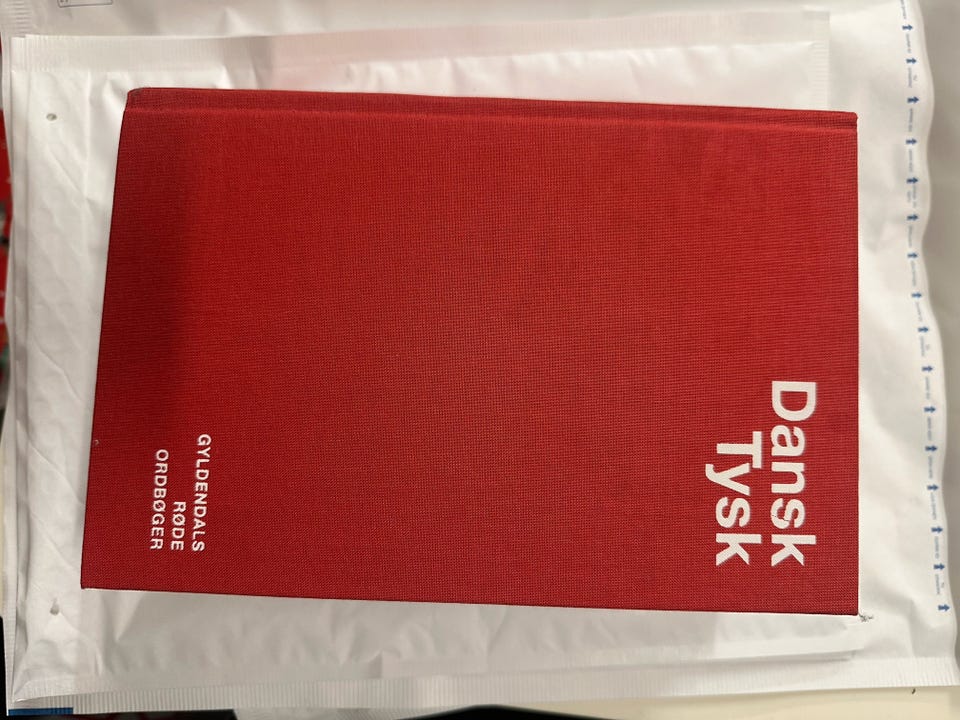 Dansk
Tysk
GYLDENDALS
RØDE
ORDBØGER